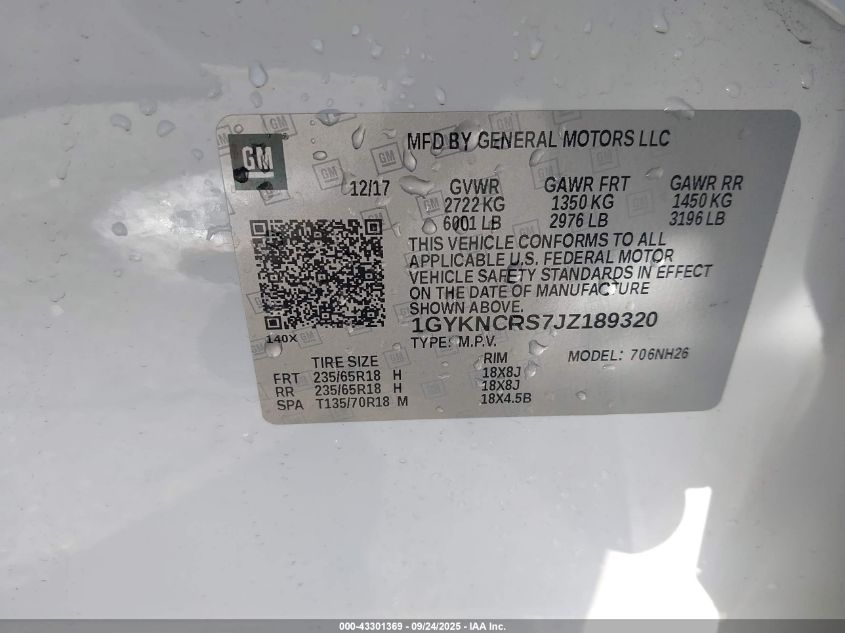 GM
MFD BY GENERAL MOTORS LLC
12/17 GVWR GAWR FRT GAWR RR
2722 KG 1350 KG 1450 KG
6001 LB 2976 LB 3196 LB
THIS VEHICLE CONFORMS TO ALL
APPLICABLE U.S. FEDERAL MOTOR
VEHICLE SAFETY STANDARDS IN EFFECT
ON THE DATE OF MANUFACTURE
SHOWN ABOVE.
1GYKNCRS7JZ189320
140X
TYPE: M.P.V. MODEL: 706NH26
TIRE SIZE RIM
FRT 235/65R18 H 18X8J
RR 235/65R18 H 18X8J
SPA T135/70R18 M 18X4.5B
000-43301369 - 09/24/2025 - IAA Inc.